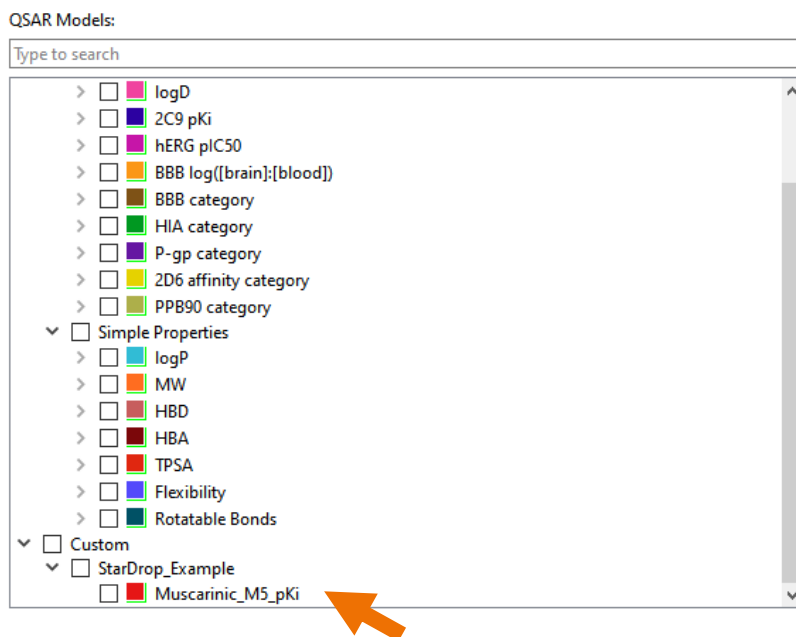 QSAR Models:
Type to search
logD
2C9 pKi
hERG pIC50
BBB log([brain]:[blood])
BBB category
HIA category
P-gp category
2D6 affinity category
PPB90 category
Simple Properties
logP
MW
HBD
HBA
TPSA
Flexibility
Rotatable Bonds
Custom
StarDrop_Example
Muscarinic_M5_pKi